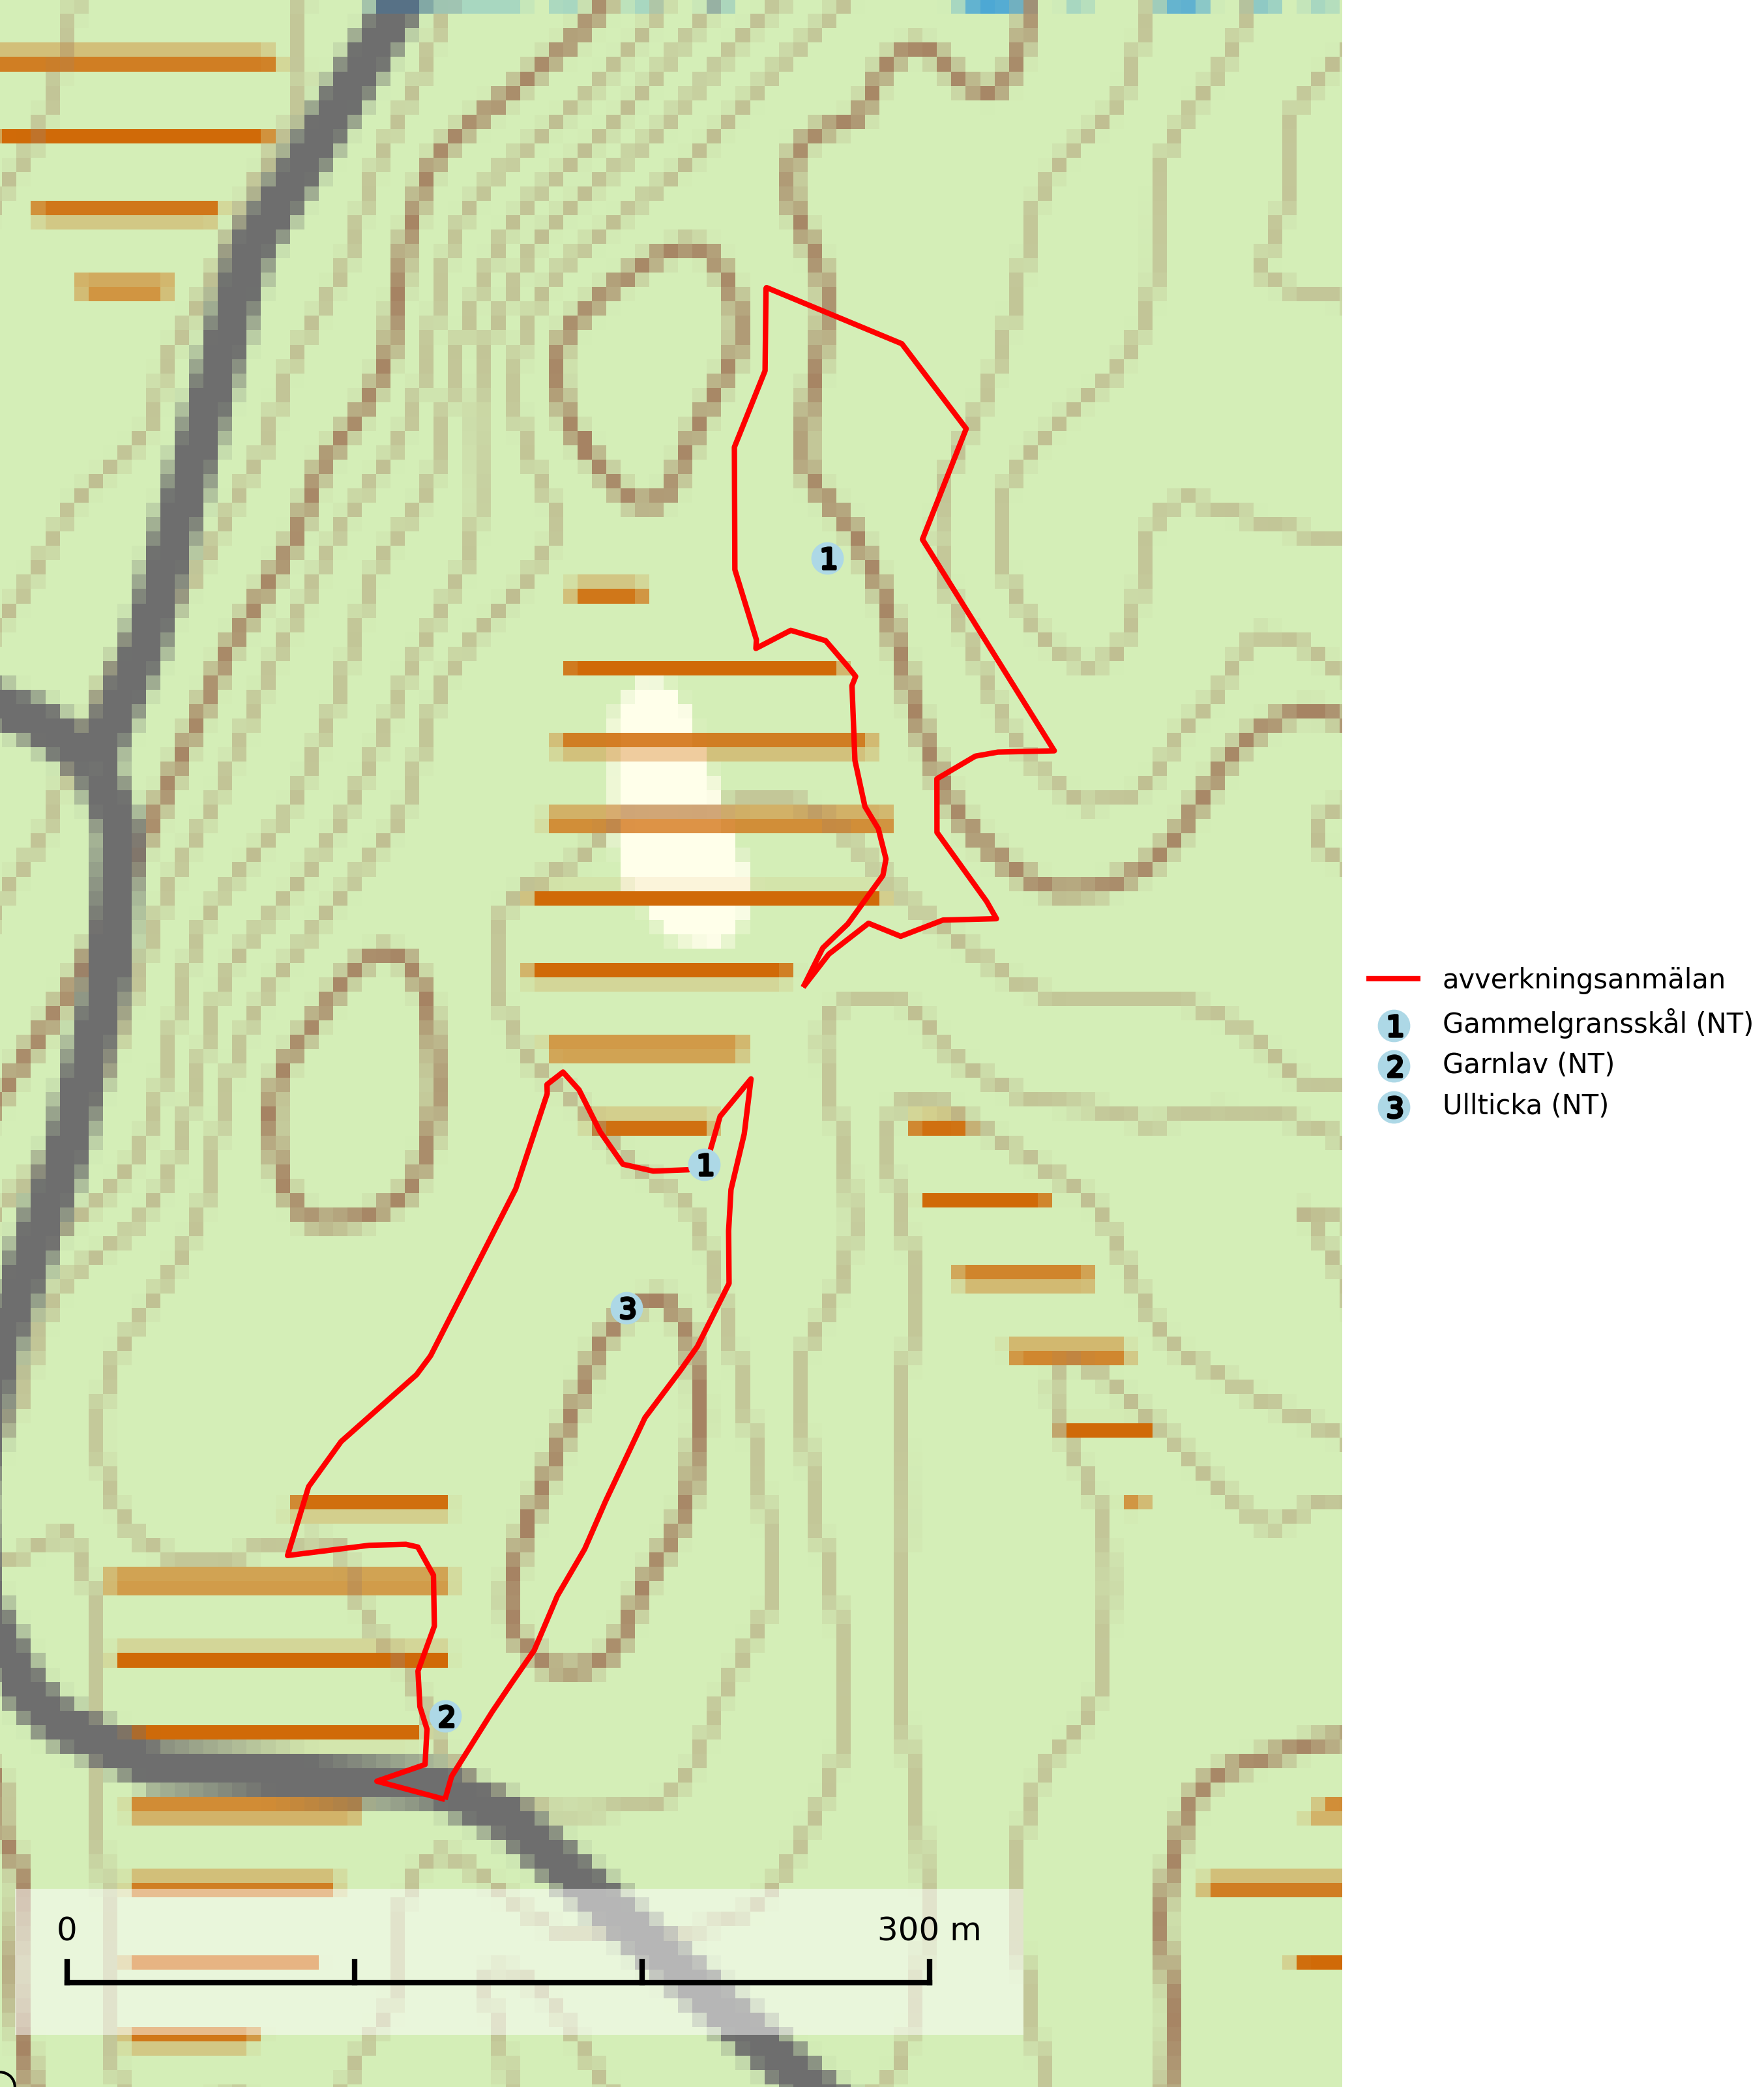 1
avverkningsanmälan
1 Gammelgransskål (NT)
2 Garnlav (NT)
3 Ullticka (NT)
1
3
2
0 300 m